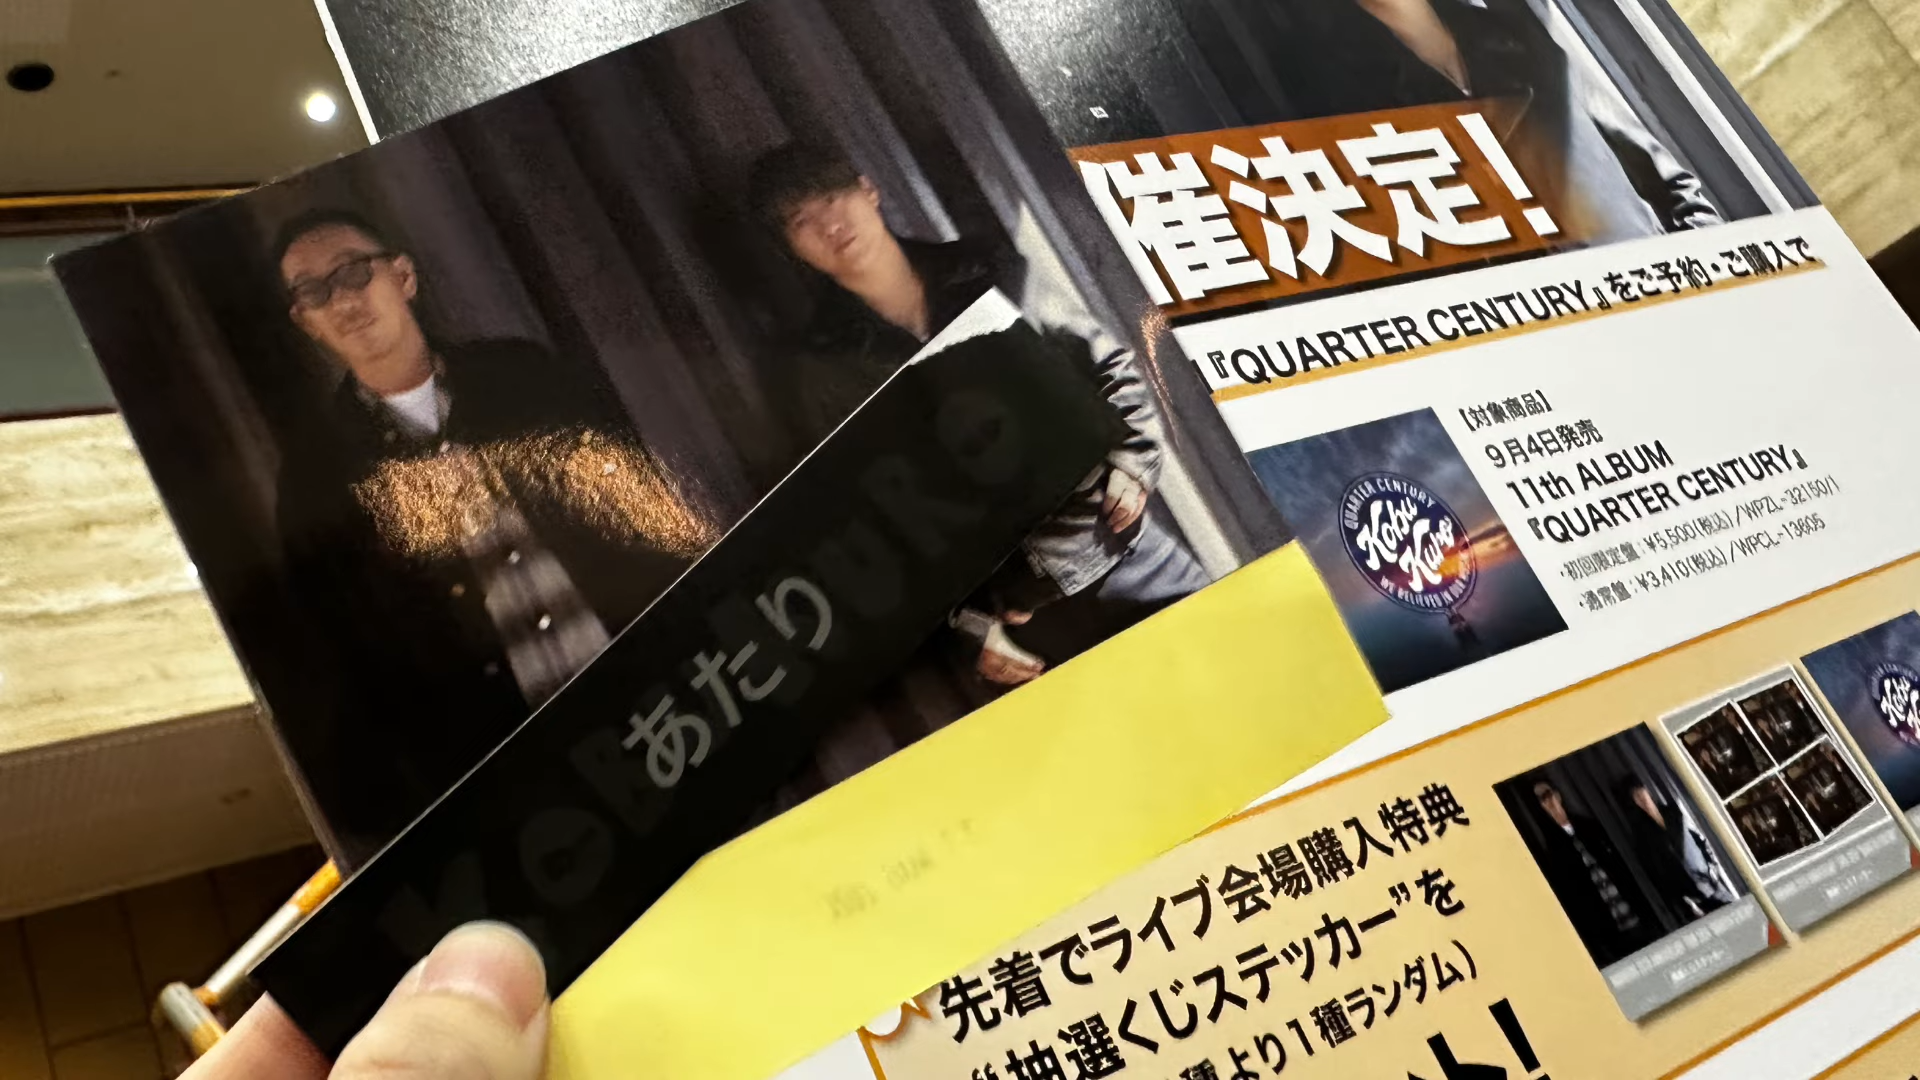 催決定!
『QUARTER CENTURY』をご予約・ご購入で
【対象商品】
9月4日発売
11th ALBUM
『QUARTER CENTURY』
・初回限定盤:¥5,500(税込)/WPZL-32150/1
・通常盤:¥3,410(税込)/WPCL-13605
QUARTER CENTURY
Kobu
Kuro
あたり
先着でライブ会場購入特典
“抽選くじステッカー”を
種より1種ランダム)